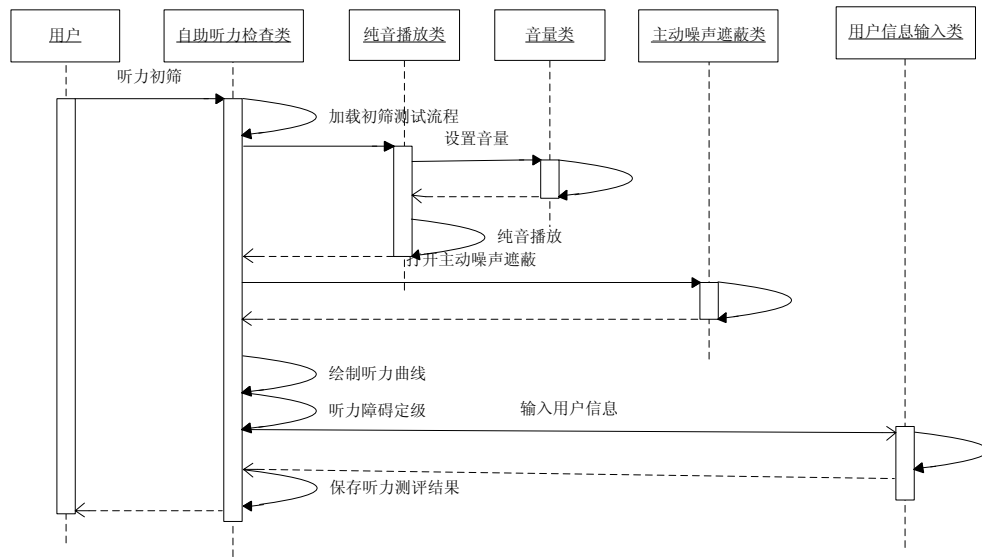 用户
自助听力检查类
纯音播放类
音量类
主动噪声遮蔽类
用户信息输入类
听力初筛
加载初筛测试流程
设置音量
纯音播放
打开主动噪声遮蔽
绘制听力曲线
听力障碍定级
输入用户信息
保存听力测评结果